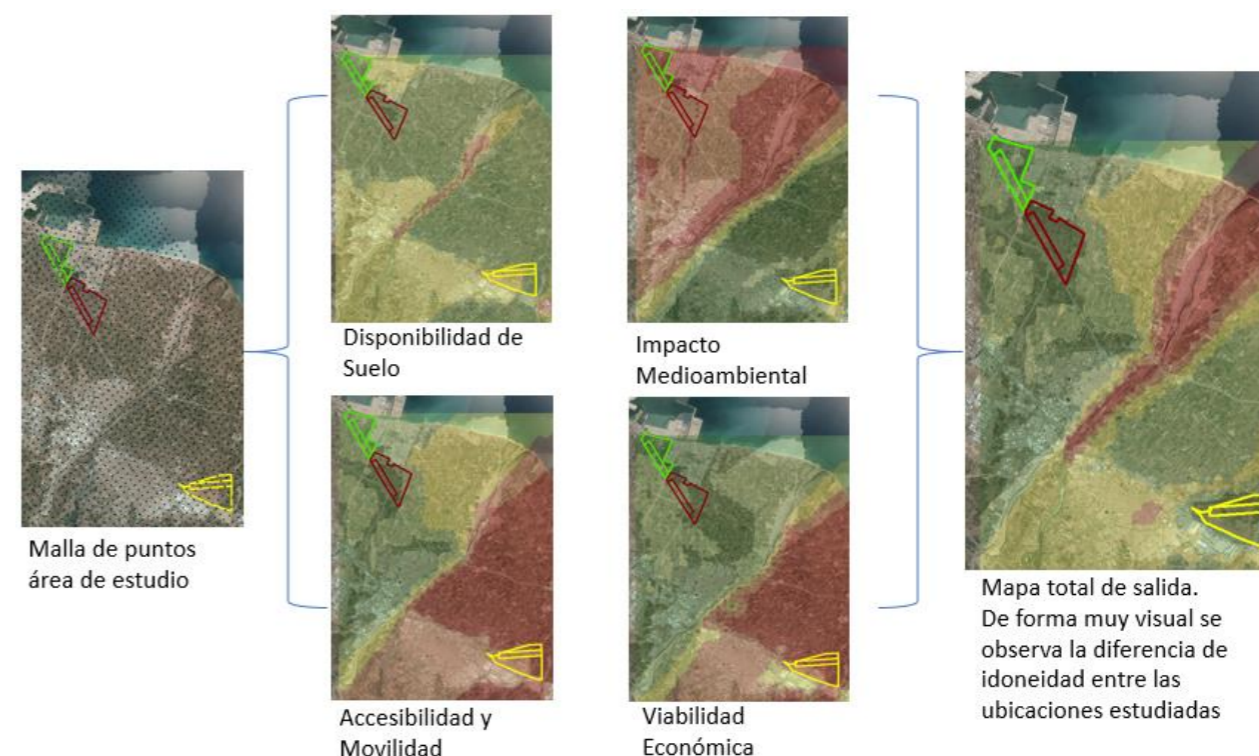 Malla de puntos
área de estudio
Disponibilidad de
Suelo
Impacto
Medioambiental
Accesibilidad y
Movilidad
Viabilidad
Económica
Mapa total de salida.
De forma muy visual se
observa la diferencia de
idoneidad entre las
ubicaciones estudiadas